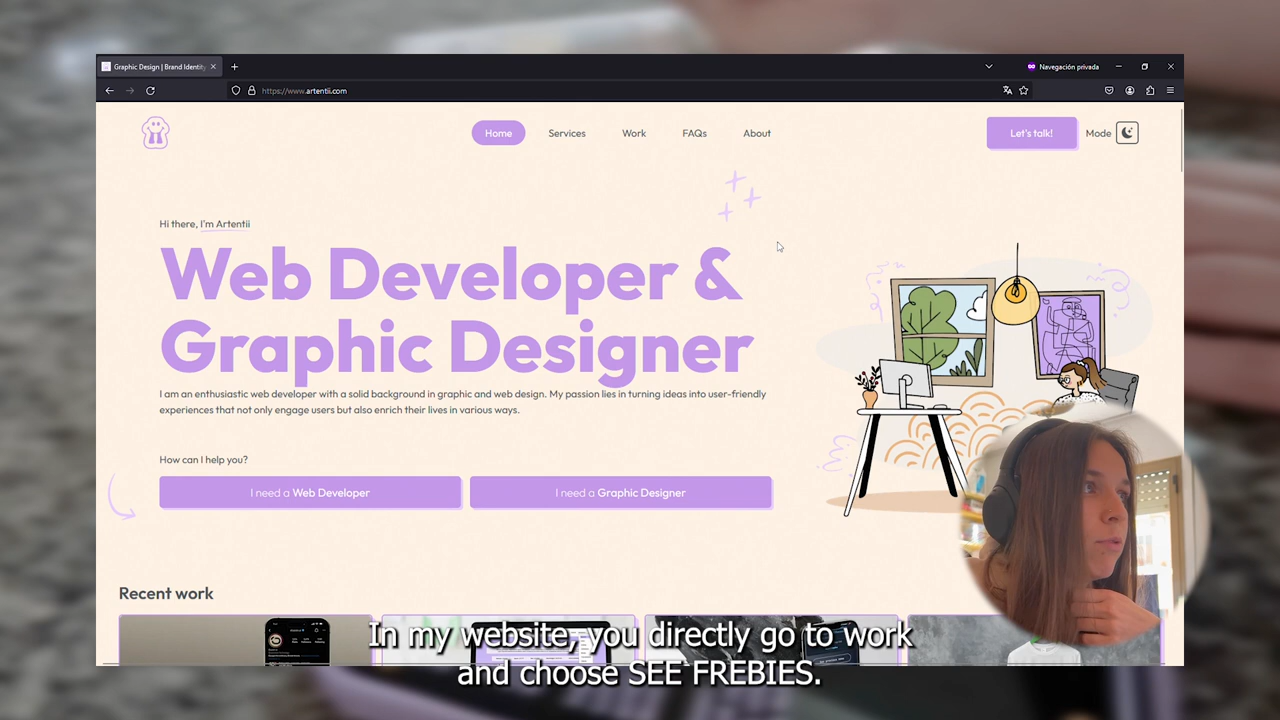 Graphic Design | Brand Identity
Navegación privada
https://www.artentii.com
Home
Services
Work
FAQs
About
Let's talk!
Mode
Hi there, I'm Artentii
Web Developer &
Graphic Designer
I am an enthusiastic web developer with a solid background in graphic and web design. My passion lies in turning ideas into user-friendly
experiences that not only engage users but also enrich their lives in various ways.
How can I help you?
I need a Web Developer
I need a Graphic Designer
Recent work
In my website, you directly go to work
and choose SEE FREBIES.